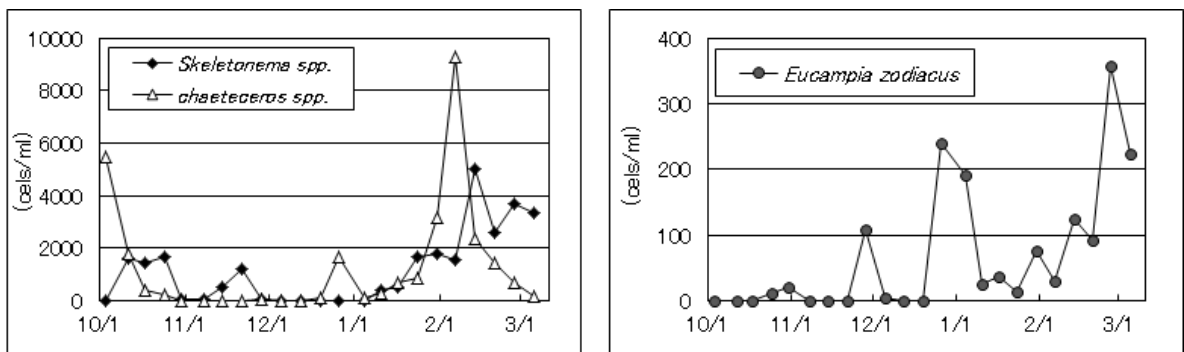 10000
8000
6000
4000
2000
0
(cels/ml)
Skeletonema spp.
chaeteceros spp.
10/1 11/1 12/1 1/1 2/1 3/1
400
300
200
100
0
(cels/ml)
Eucampia zodiacus
10/1 11/1 12/1 1/1 2/1 3/1